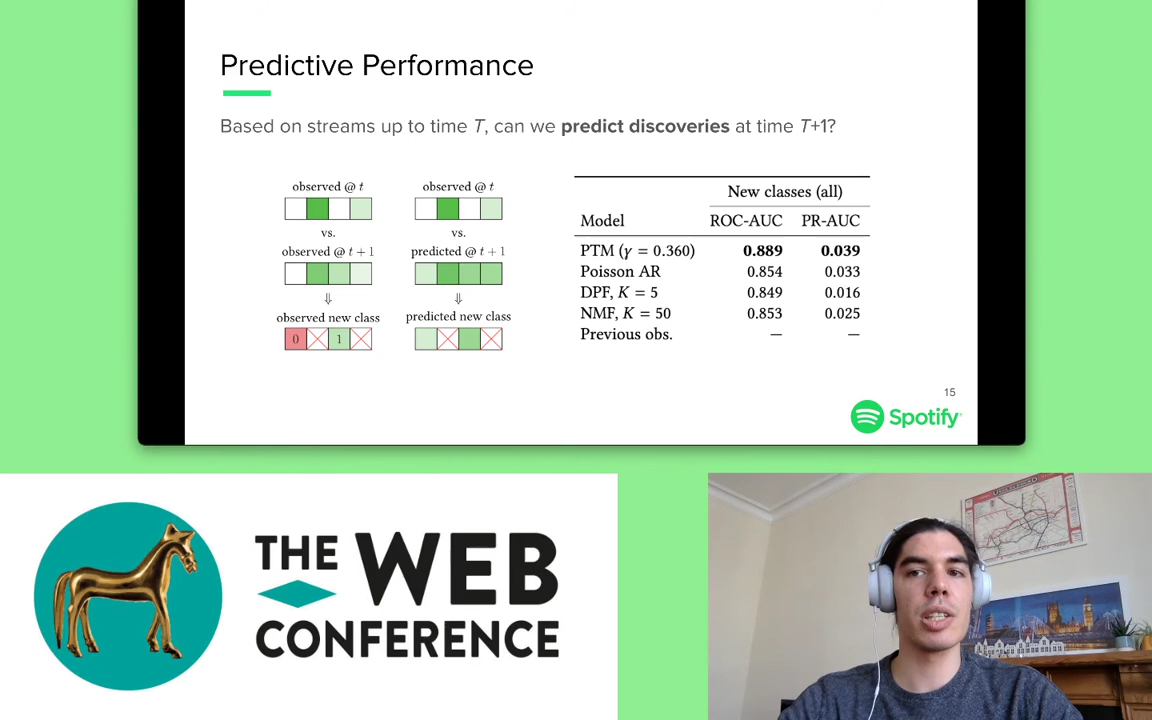 Predictive Performance
Based on streams up to time T, can we predict discoveries at time T+1?
observed @ t
vs.
observed @ t + 1
⇓
observed new class
0 1
observed @ t
vs.
predicted @ t + 1
⇓
predicted new class
New classes (all)
Model ROC-AUC PR-AUC
PTM (γ = 0.360) 0.889 0.039
Poisson AR 0.854 0.033
DPF, K = 5 0.849 0.016
NMF, K = 50 0.853 0.025
Previous obs. — —
15
Spotify
THE WEB
CONFERENCE